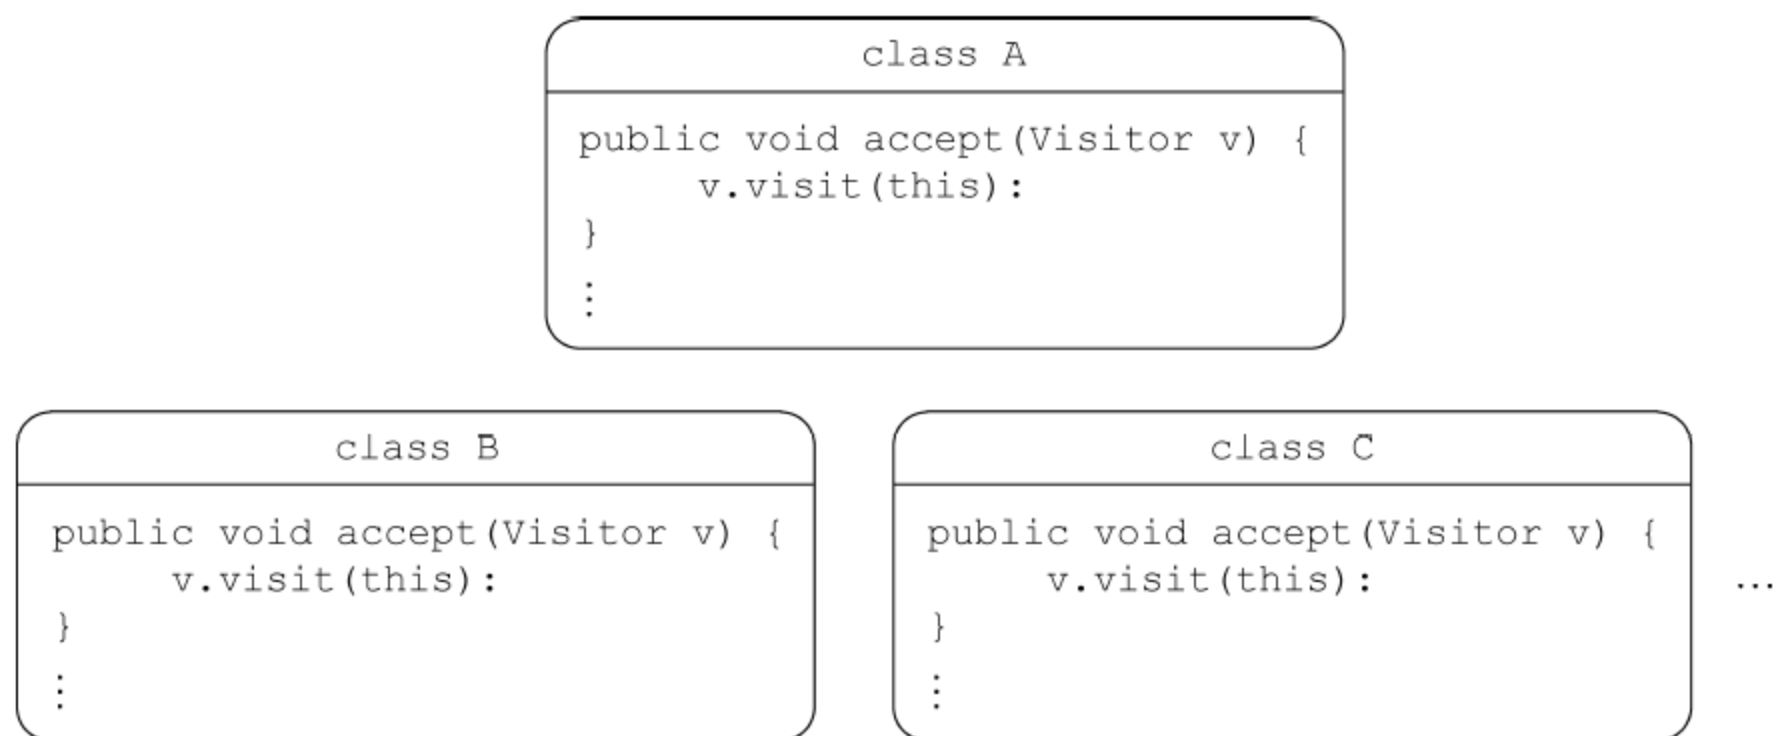 class A
public void accept(Visitor v) {
v.visit(this):
}
⋮
class B
public void accept(Visitor v) {
v.visit(this):
}
⋮
class C
public void accept(Visitor v) {
v.visit(this):
}
⋮
...